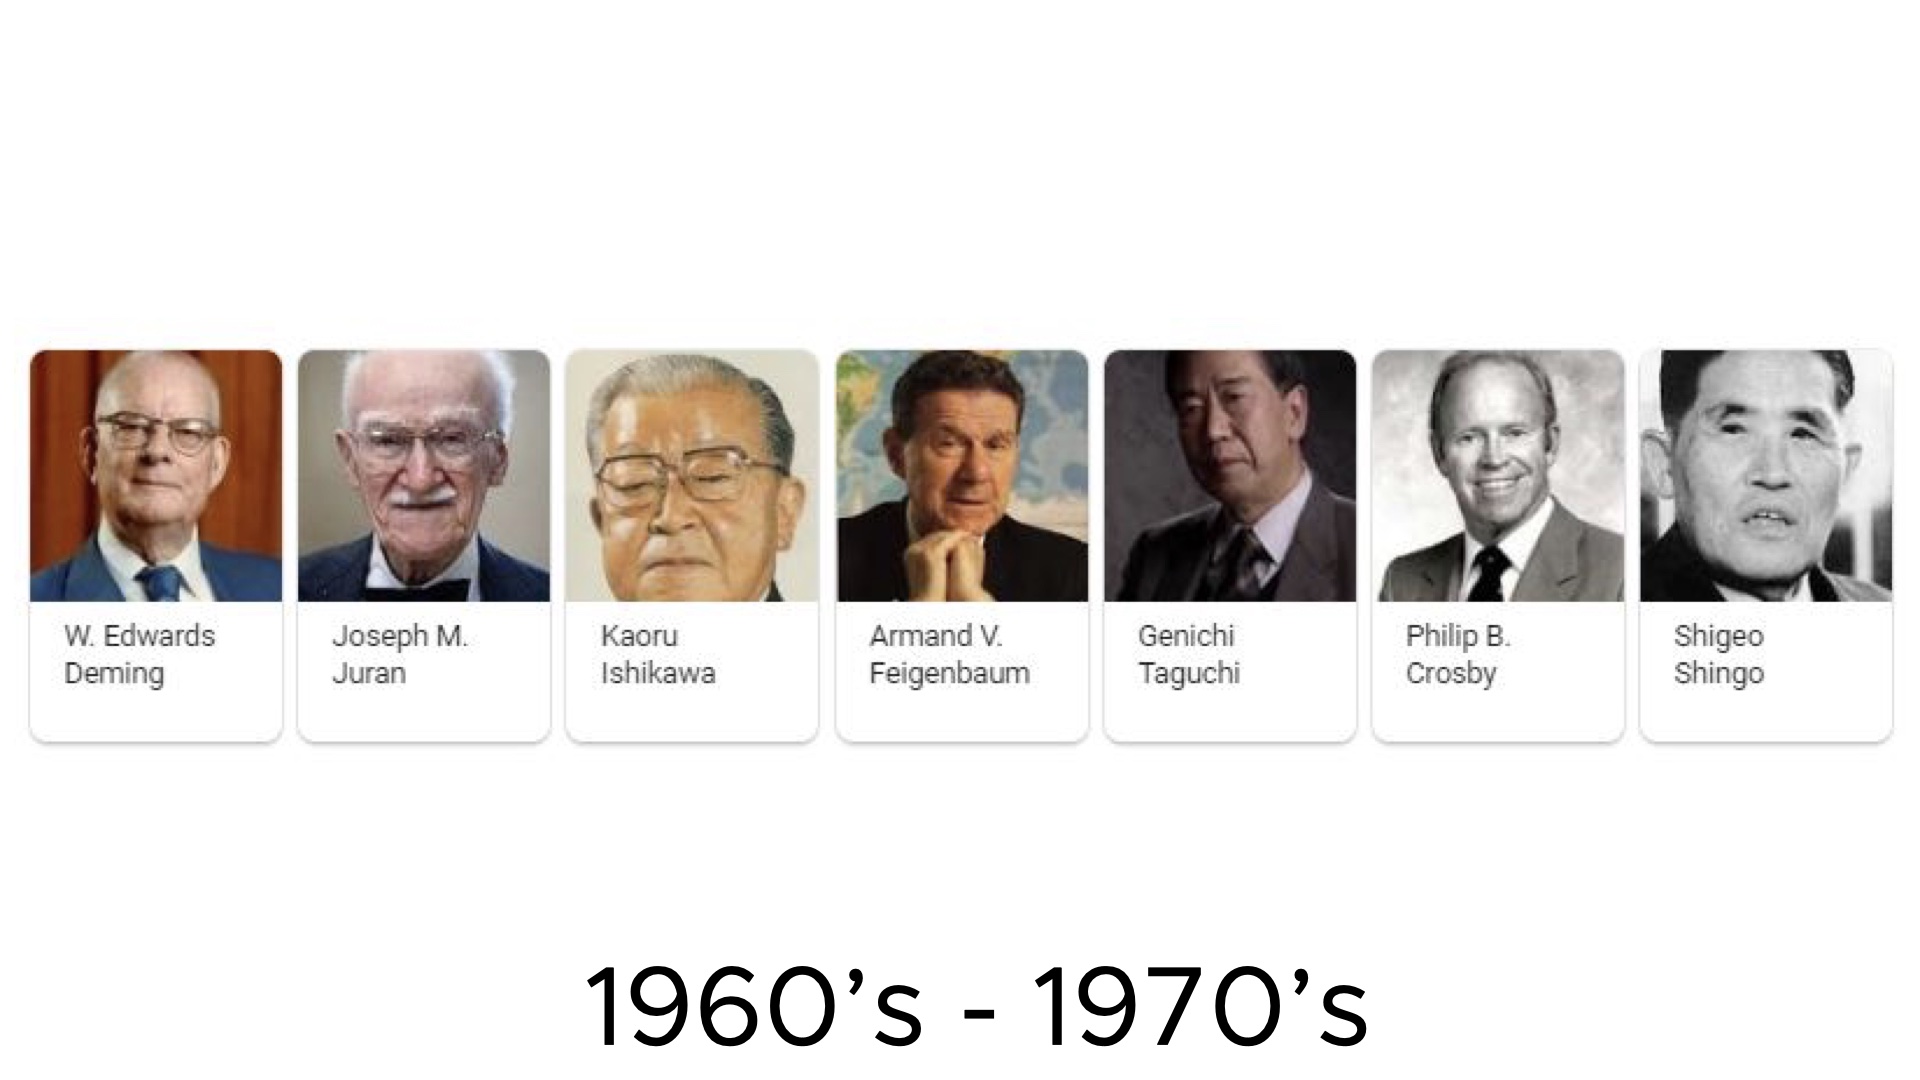 W. Edwards
Deming
Joseph M.
Juran
Kaoru
Ishikawa
Armand V.
Feigenbaum
Genichi
Taguchi
Philip B.
Crosby
Shigeo
Shingo
1960’s - 1970’s